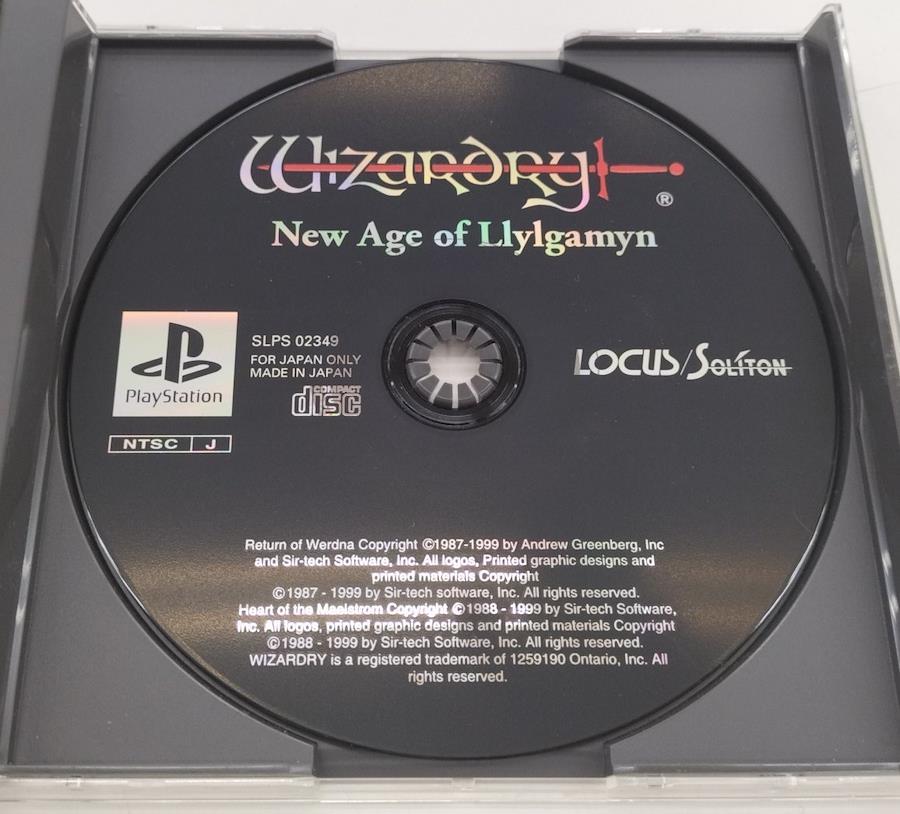 Wizardry
®
New Age of Llylgamyn
PlayStation
SLPS 02349
FOR JAPAN ONLY
MADE IN JAPAN
COMPACT
disc
NTSC J
LOCUS/SOLITON
Return of Werdna Copyright ©1987-1999 by Andrew Greenberg, Inc
and Sir-tech Software, Inc. All logos, Printed graphic designs and
printed materials Copyright
©1987 - 1999 by Sir-tech software, Inc. All rights reserved.
Heart of the Maelstrom Copyright ©1988 - 1999 by Sir-tech Software,
Inc. All logos, printed graphic designs and printed materials Copyright
©1988 - 1999 by Sir-tech Software, Inc. All rights reserved.
WIZARDRY is a registered trademark of 1259190 Ontario, Inc. All
rights reserved.